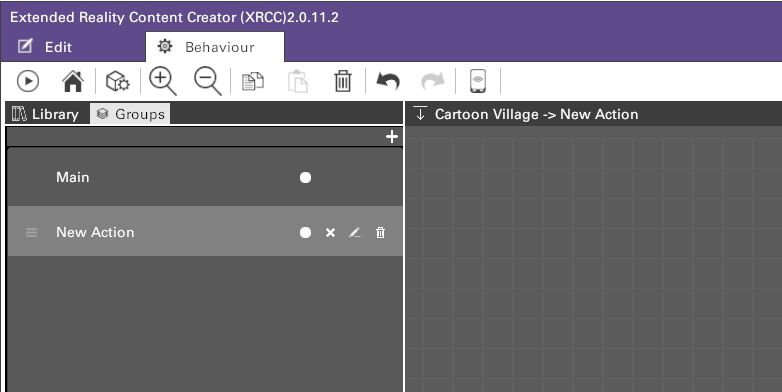 Extended Reality Content Creator (XRCC)2.0.11.2
Edit
Behaviour
Library
Groups
Cartoon Village -> New Action
Main
New Action